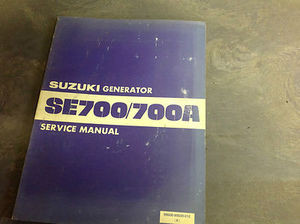 SUZUKI GENERATOR
SE700/700A
SERVICE MANUAL